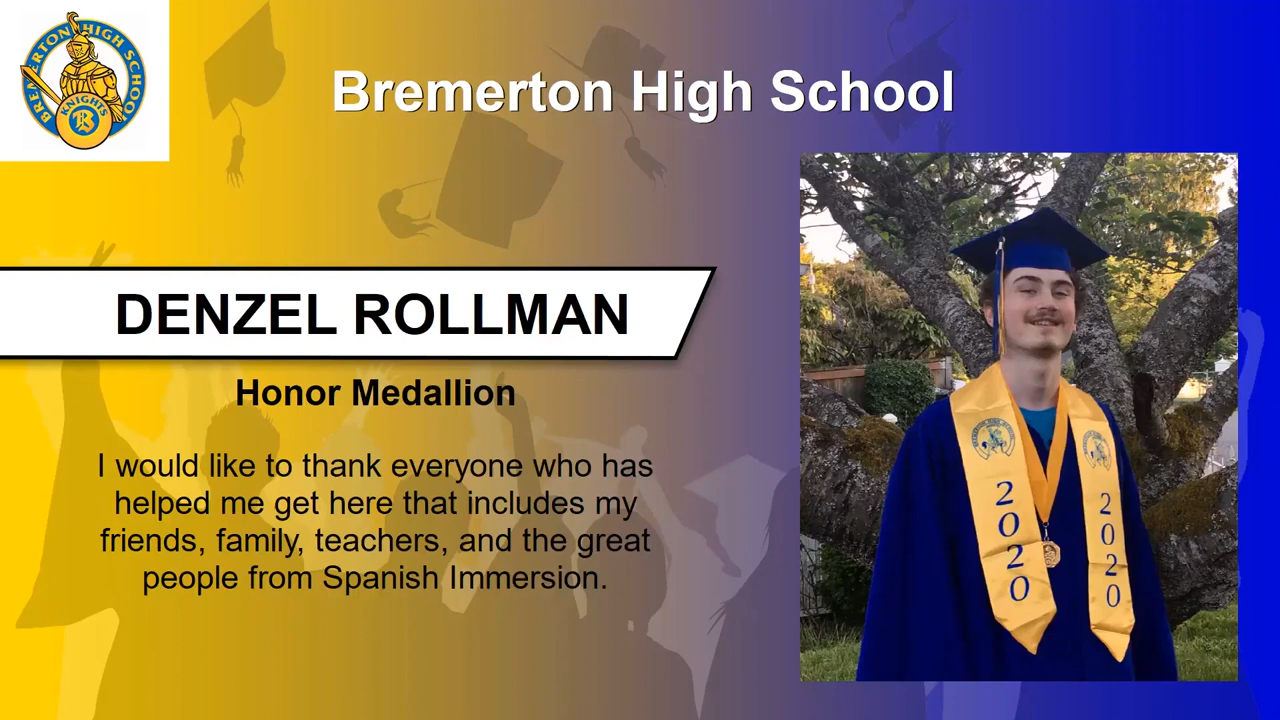 BREMERTON HIGH SCHOOL
KNIGHTS
B
Bremerton High School
DENZEL ROLLMAN
Honor Medallion
I would like to thank everyone who has
helped me get here that includes my
friends, family, teachers, and the great
people from Spanish Immersion.
2020
2020